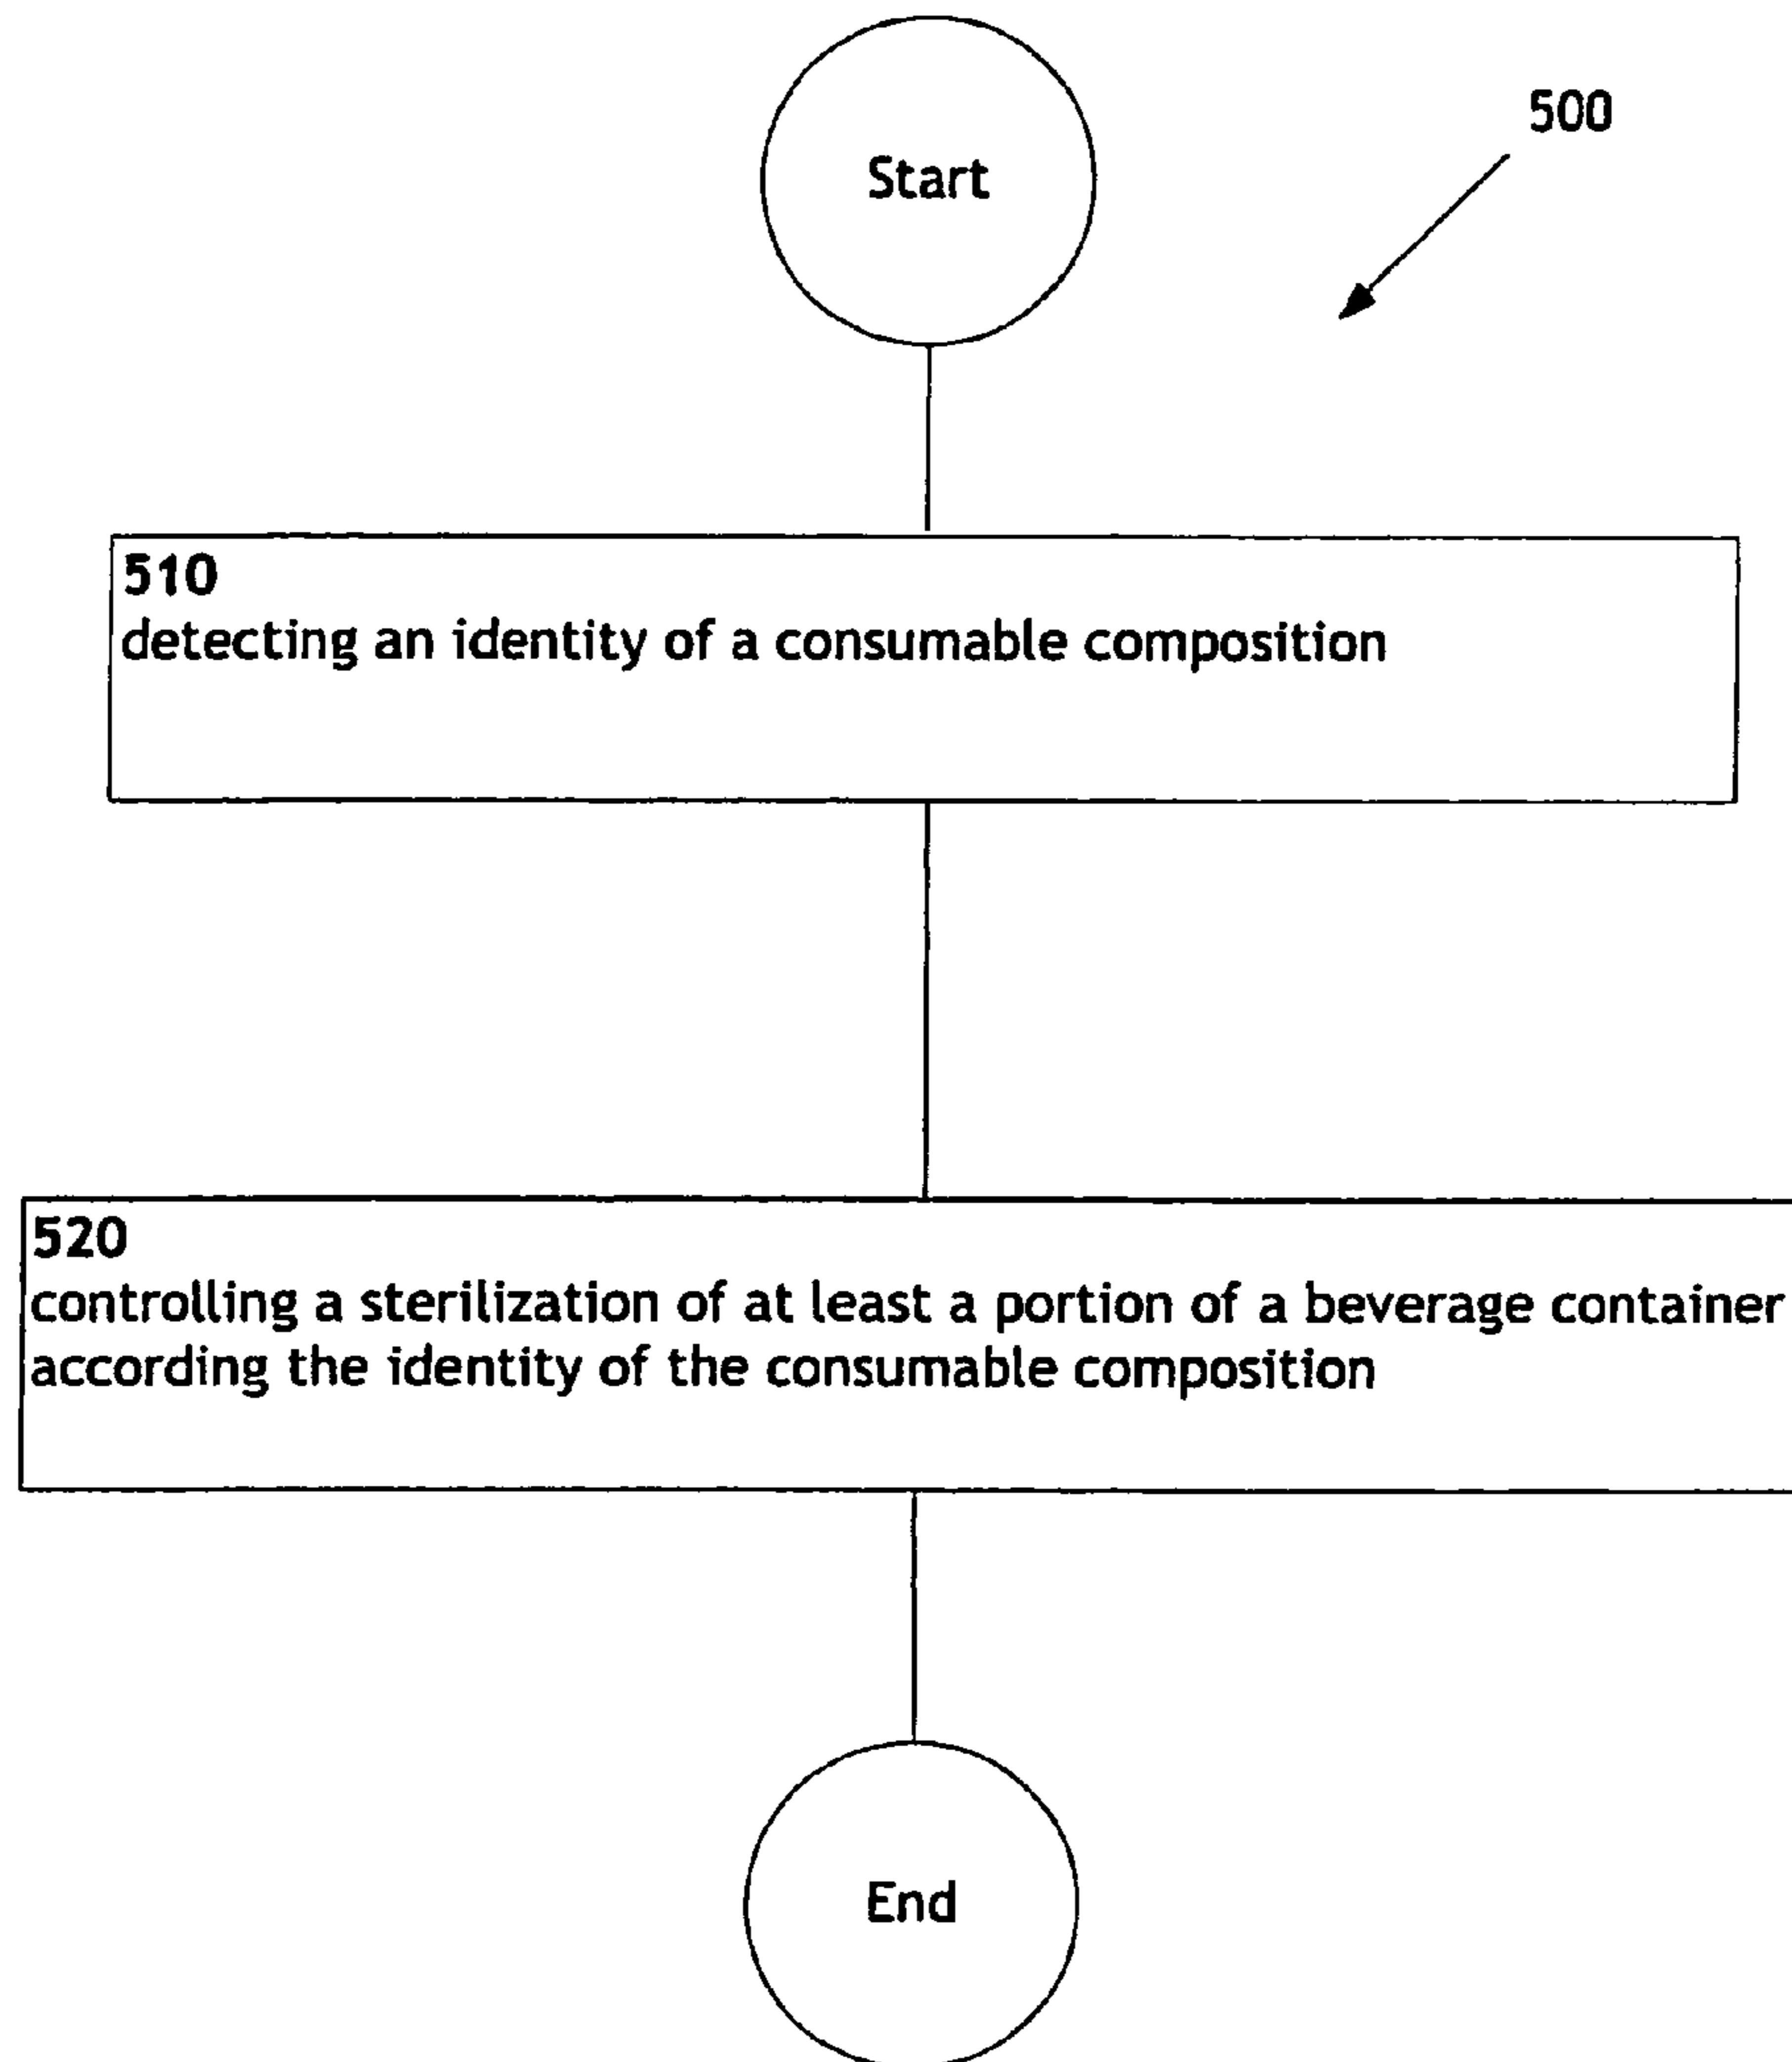 Start
500
510
detecting an identity of a consumable composition
520
controlling a sterilization of at least a portion of a beverage container
according the identity of the consumable composition
End